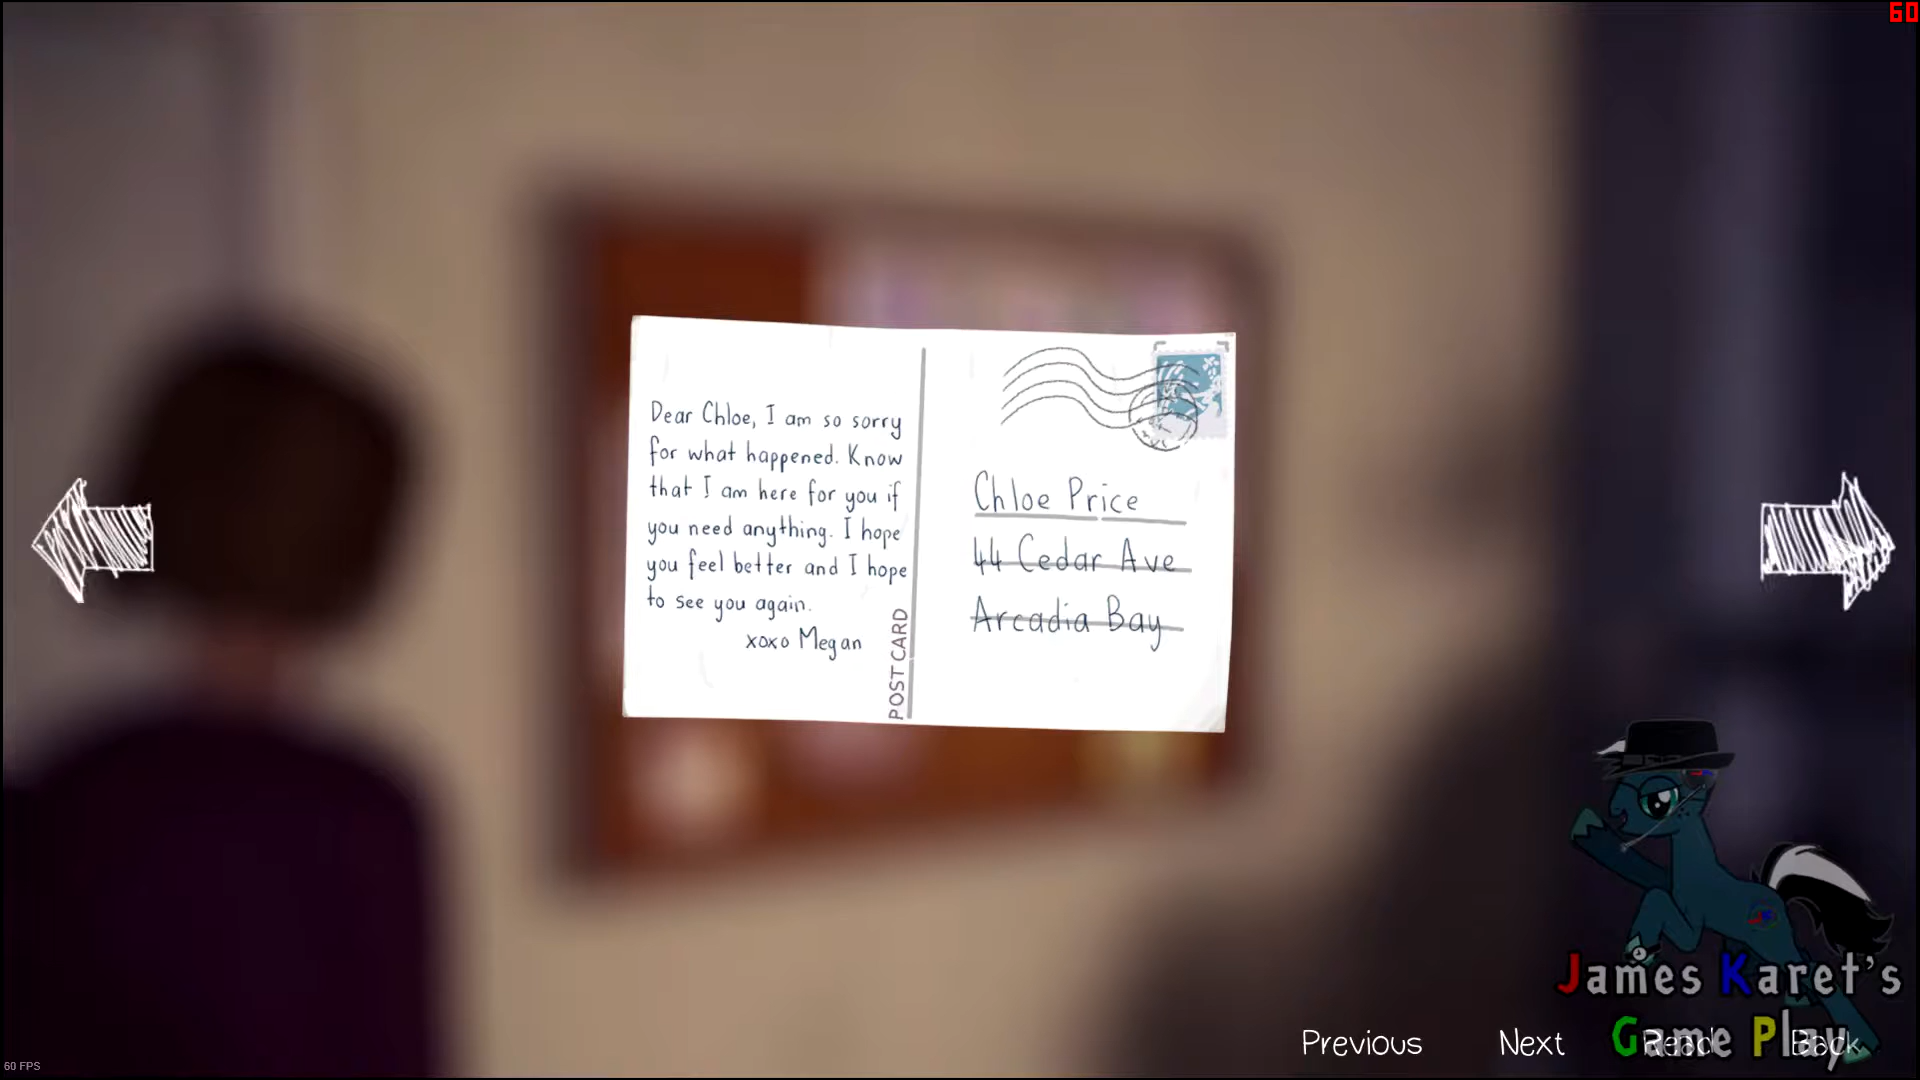 60
Dear Chloe, I am so sorry
for what happened. Know
that I am here for you if
you need anything. I hope
you feel better and I hope
to see you again.
xoxo Megan
POST CARD
Chloe Price
44 Cedar Ave
Arcadia Bay
James Karet's
Game Play
Previous
Next
Read
Back
60 FPS